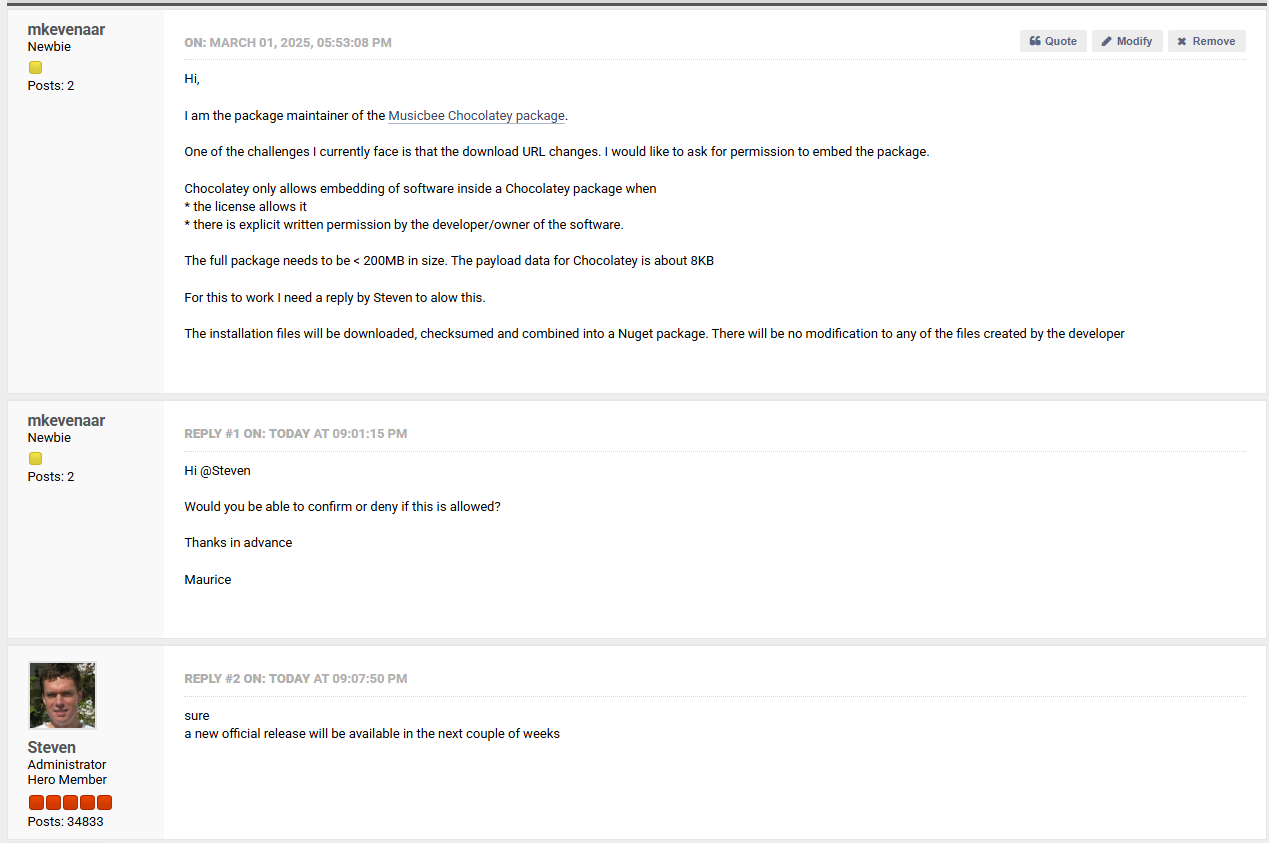 mkevenaar
Newbie
Posts: 2
ON: MARCH 01, 2025, 05:53:08 PM
Quote
Modify
Remove
Hi,
I am the package maintainer of the Musicbee Chocolatey package.
One of the challenges I currently face is that the download URL changes. I would like to ask for permission to embed the package.
Chocolatey only allows embedding of software inside a Chocolatey package when
* the license allows it
* there is explicit written permission by the developer/owner of the software.
The full package needs to be < 200MB in size. The payload data for Chocolatey is about 8KB
For this to work I need a reply by Steven to alow this.
The installation files will be downloaded, checksumed and combined into a Nuget package. There will be no modification to any of the files created by the developer
mkevenaar
Newbie
Posts: 2
REPLY #1 ON: TODAY AT 09:01:15 PM
Hi @Steven
Would you be able to confirm or deny if this is allowed?
Thanks in advance
Maurice
Steven
Administrator
Hero Member
Posts: 34833
REPLY #2 ON: TODAY AT 09:07:50 PM
sure
a new official release will be available in the next couple of weeks